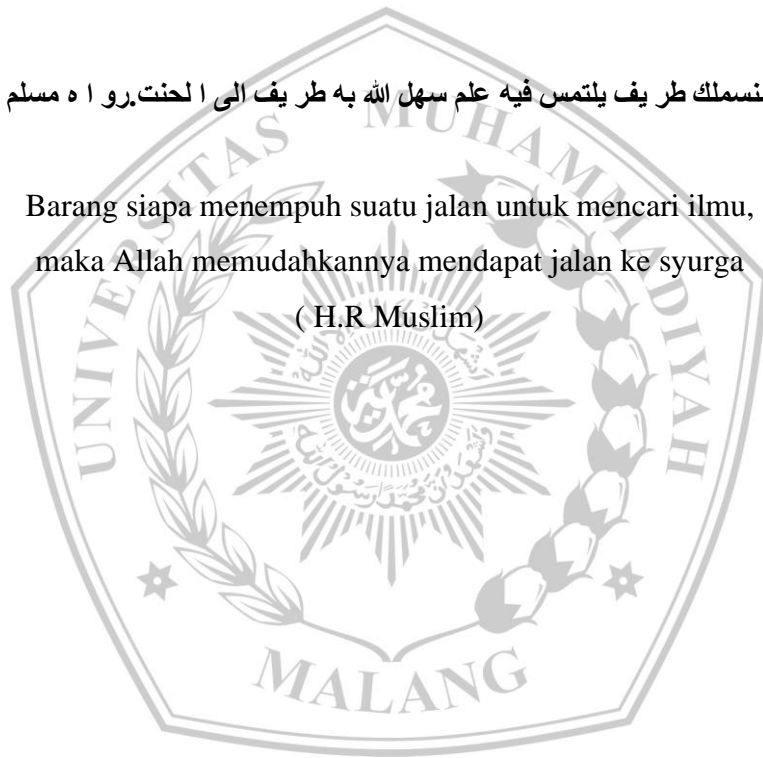 نسملك طر يف يلتمس فيه علم سهل الله به طر يف الى ا لحنت.رو ا ه مسلم
Barang siapa menempuh suatu jalan untuk mencari ilmu,
maka Allah memudahkannya mendapat jalan ke syurga
( H.R Muslim)
UNIVERSITAS MUHAMMADIYAH
MALANG